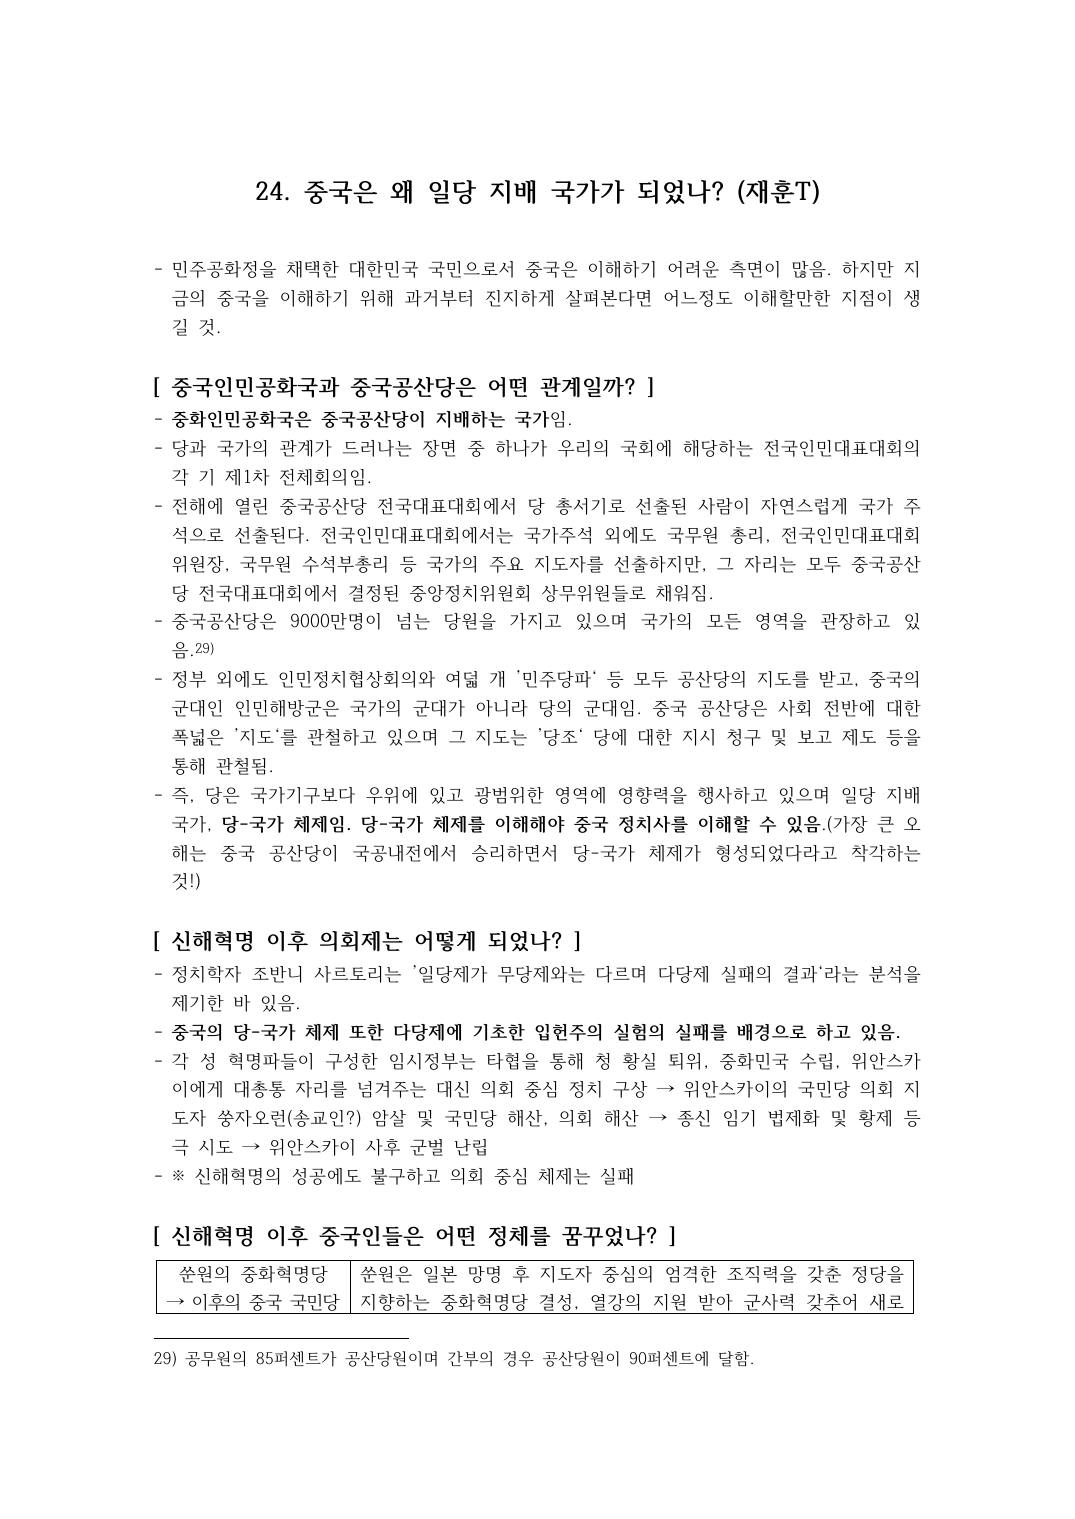 24. 중국은 왜 일당 지배 국가가 되었나? (재훈T)
- 민주공화정을 채택한 대한민국 국민으로서 중국은 이해하기 어려운 측면이 많음. 하지만 지
금의 중국을 이해하기 위해 과거부터 진지하게 살펴본다면 어느정도 이해할만한 지점이 생
길 것.
[ 중국인민공화국과 중국공산당은 어떤 관계일까? ]
- 중화인민공화국은 중국공산당이 지배하는 국가임.
- 당과 국가의 관계가 드러나는 장면 중 하나가 우리의 국회에 해당하는 전국인민대표대회의
각 기 제1차 전체회의임.
- 전해에 열린 중국공산당 전국대표대회에서 당 총서기로 선출된 사람이 자연스럽게 국가 주
석으로 선출된다. 전국인민대표대회에서는 국가주석 외에도 국무원 총리, 전국인민대표대회
위원장, 국무원 수석부총리 등 국가의 주요 지도자를 선출하지만, 그 자리는 모두 중국공산
당 전국대표대회에서 결정된 중앙정치위원회 상무위원들로 채워짐.
- 중국공산당은 9000만명이 넘는 당원을 가지고 있으며 국가의 모든 영역을 관장하고 있
음.29)
- 정부 외에도 인민정치협상회의와 여덟 개 '민주당파‘ 등 모두 공산당의 지도를 받고, 중국의
군대인 인민해방군은 국가의 군대가 아니라 당의 군대임. 중국 공산당은 사회 전반에 대한
폭넓은 '지도‘를 관철하고 있으며 그 지도는 '당조‘ 당에 대한 지시 청구 및 보고 제도 등을
통해 관철됨.
- 즉, 당은 국가기구보다 우위에 있고 광범위한 영역에 영향력을 행사하고 있으며 일당 지배
국가, 당-국가 체제임. 당-국가 체제를 이해해야 중국 정치사를 이해할 수 있음.(가장 큰 오
해는 중국 공산당이 국공내전에서 승리하면서 당-국가 체제가 형성되었다라고 착각하는
것!)
[ 신해혁명 이후 의회제는 어떻게 되었나? ]
- 정치학자 조반니 사르토리는 '일당제가 무당제와는 다르며 다당제 실패의 결과‘라는 분석을
제기한 바 있음.
- 중국의 당-국가 체제 또한 다당제에 기초한 입헌주의 실험의 실패를 배경으로 하고 있음.
- 각 성 혁명파들이 구성한 임시정부는 타협을 통해 청 황실 퇴위, 중화민국 수립, 위안스카
이에게 대총통 자리를 넘겨주는 대신 의회 중심 정치 구상 → 위안스카이의 국민당 의회 지
도자 쑹자오런(송교인?) 암살 및 국민당 해산, 의회 해산 → 종신 임기 법제화 및 황제 등
극 시도 → 위안스카이 사후 군벌 난립
- ※ 신해혁명의 성공에도 불구하고 의회 중심 체제는 실패
[ 신해혁명 이후 중국인들은 어떤 정체를 꿈꾸었나? ]
쑨원의 중화혁명당
→ 이후의 중국 국민당
쑨원은 일본 망명 후 지도자 중심의 엄격한 조직력을 갖춘 정당을
지향하는 중화혁명당 결성, 열강의 지원 받아 군사력 갖추어 새로
29) 공무원의 85퍼센트가 공산당원이며 간부의 경우 공산당원이 90퍼센트에 달함.